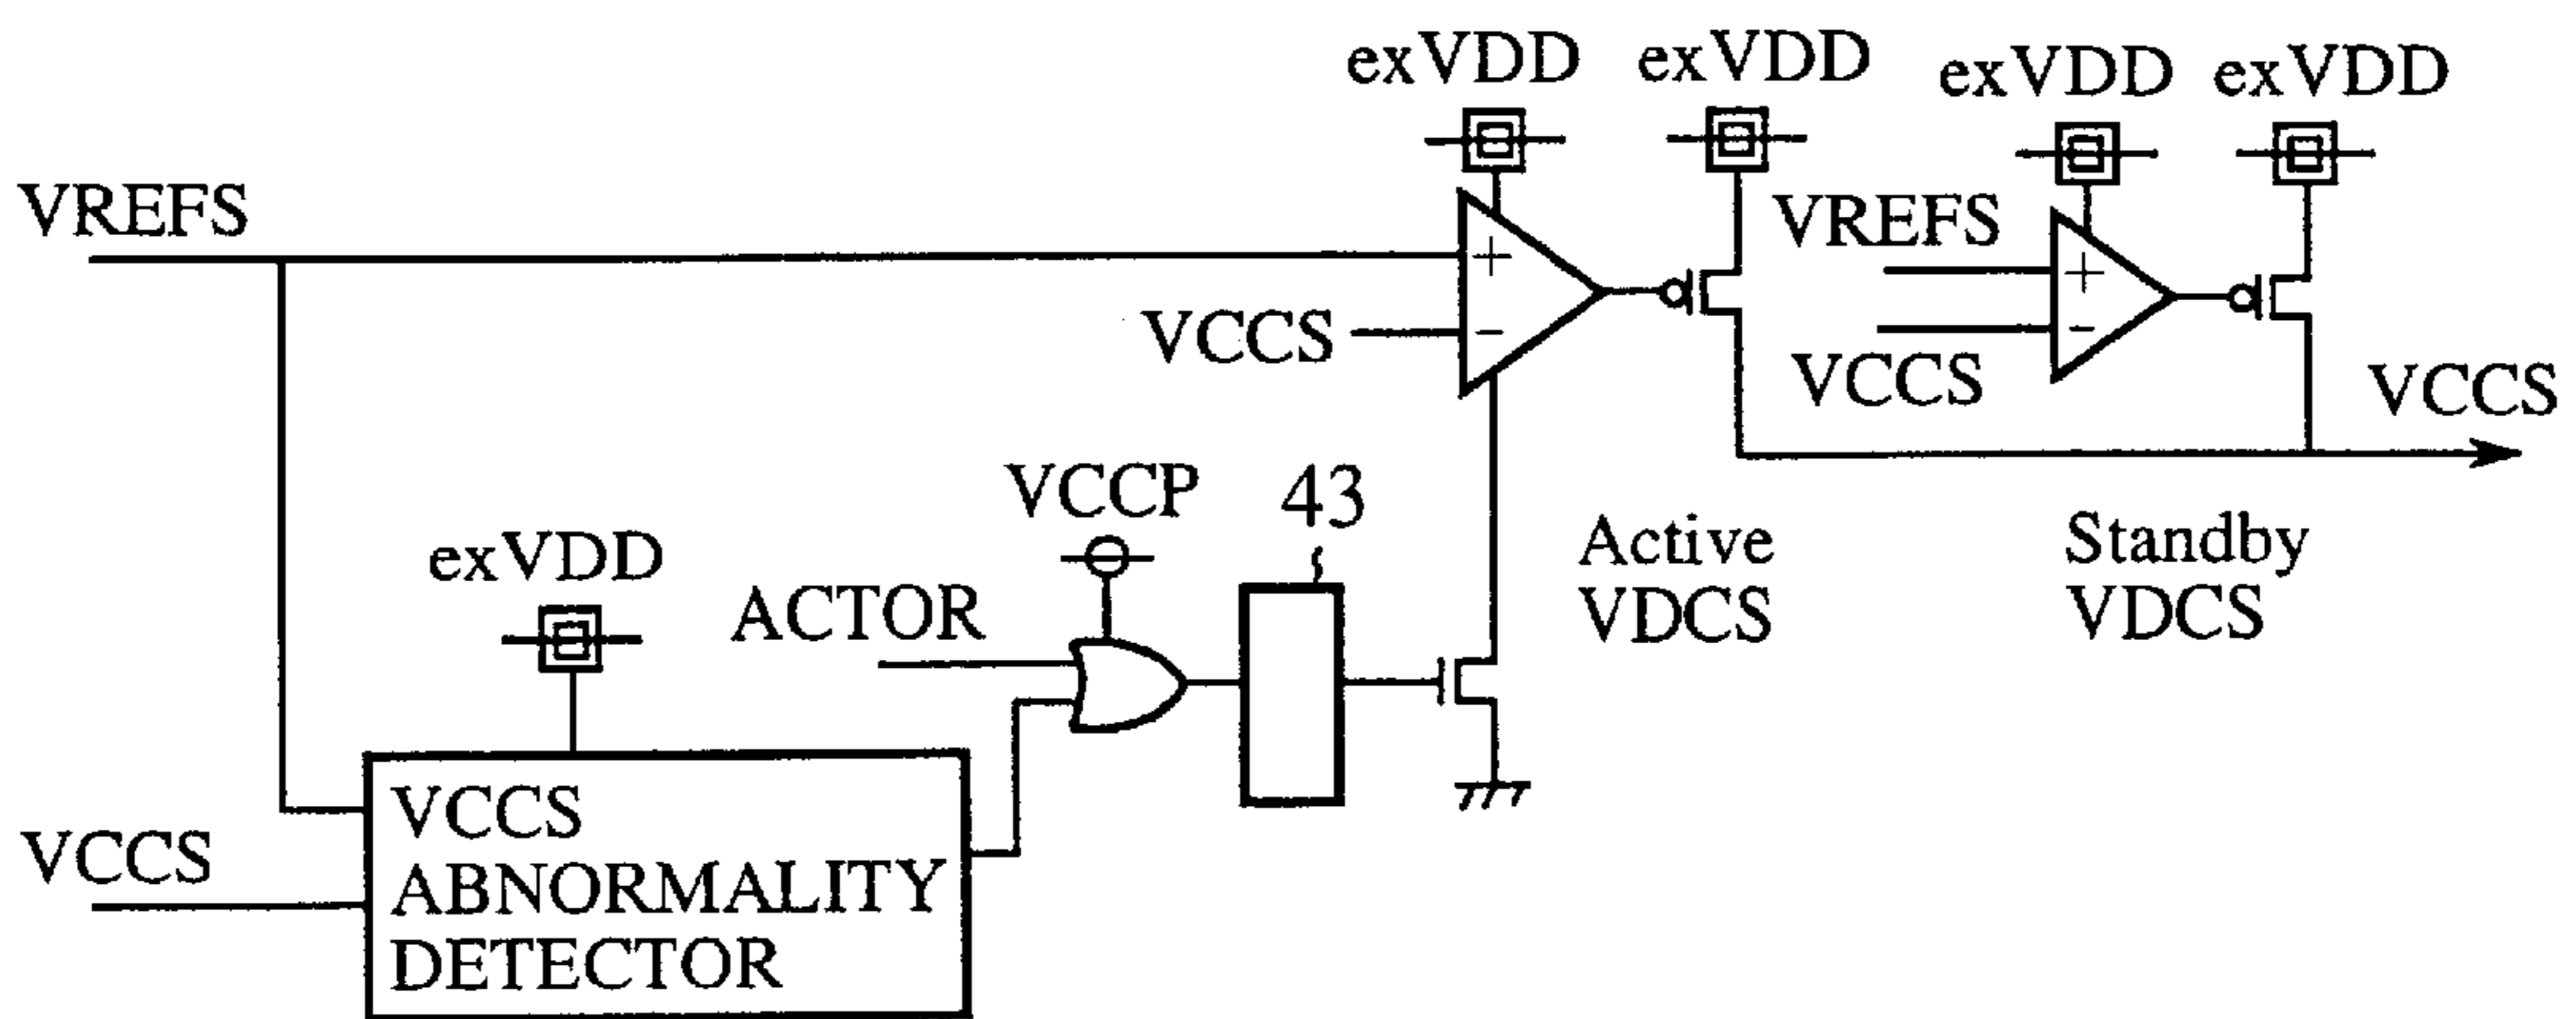 exVDD exVDD exVDD exVDD
VREFS
VREFS
+
+
VCCS
-
-
VCCS
VCCS
VCCP
43
exVDD
Active
VDCS
Standby
VDCS
ACTOR
VCCS
VCCS
ABNORMALITY
DETECTOR